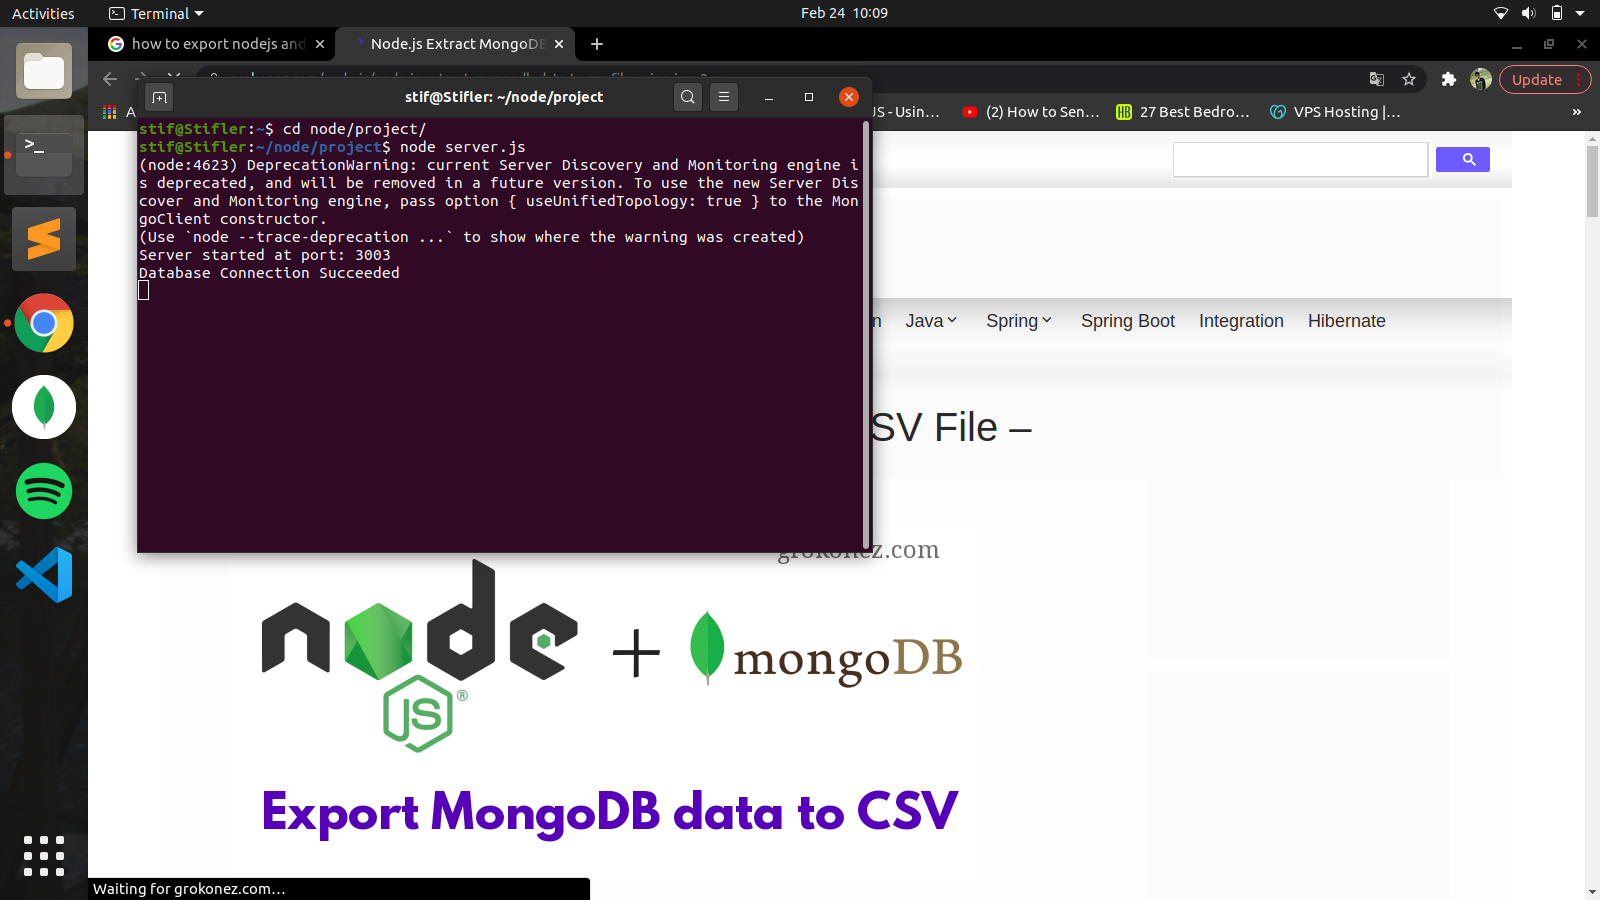 Activities
Terminal
Feb 24 10:09
how to export nodejs and
Node.js Extract MongoDB
Update
stif@Stifler: ~/node/project
A
JS - Usin...
(2) How to Sen...
27 Best Bedro...
VPS Hosting |...
»
stif@Stifler:~$ cd node/project/
stif@Stifler:~/node/project$ node server.js
(node:4623) DeprecationWarning: current Server Discovery and Monitoring engine i
s deprecated, and will be removed in a future version. To use the new Server Dis
cover and Monitoring engine, pass option { useUnifiedTopology: true } to the Mon
goClient constructor.
(Use `node --trace-deprecation ...` to show where the warning was created)
Server started at port: 3003
Database Connection Succeeded
n
Java
Spring
Spring Boot
Integration
Hibernate
SV File –
grokonez.com
node
JS®
+
mongoDB
Export MongoDB data to CSV
Waiting for grokonez.com...